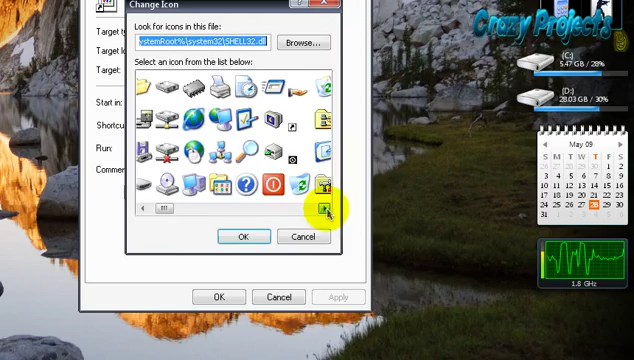 Change Icon
Look for icons in this file:
vstemRoot%\system32\SHELL32.dll
Browse...
Select an icon from the list below:
OK
Cancel
Target ty
Target lo
Target:
Start in:
Shortcu
Run:
Comme
OK
Cancel
Apply
Crazy Projects
(C:)
5.47 GB / 28%
(D:)
28.03 GB / 30%
May 09
S M T W T F S
1 2
3 4 5 6 7 8 9
10 11 12 13 14 15 16
17 18 19 20 21 22 23
24 25 26 27 28 29 30
31
1.8 GHz